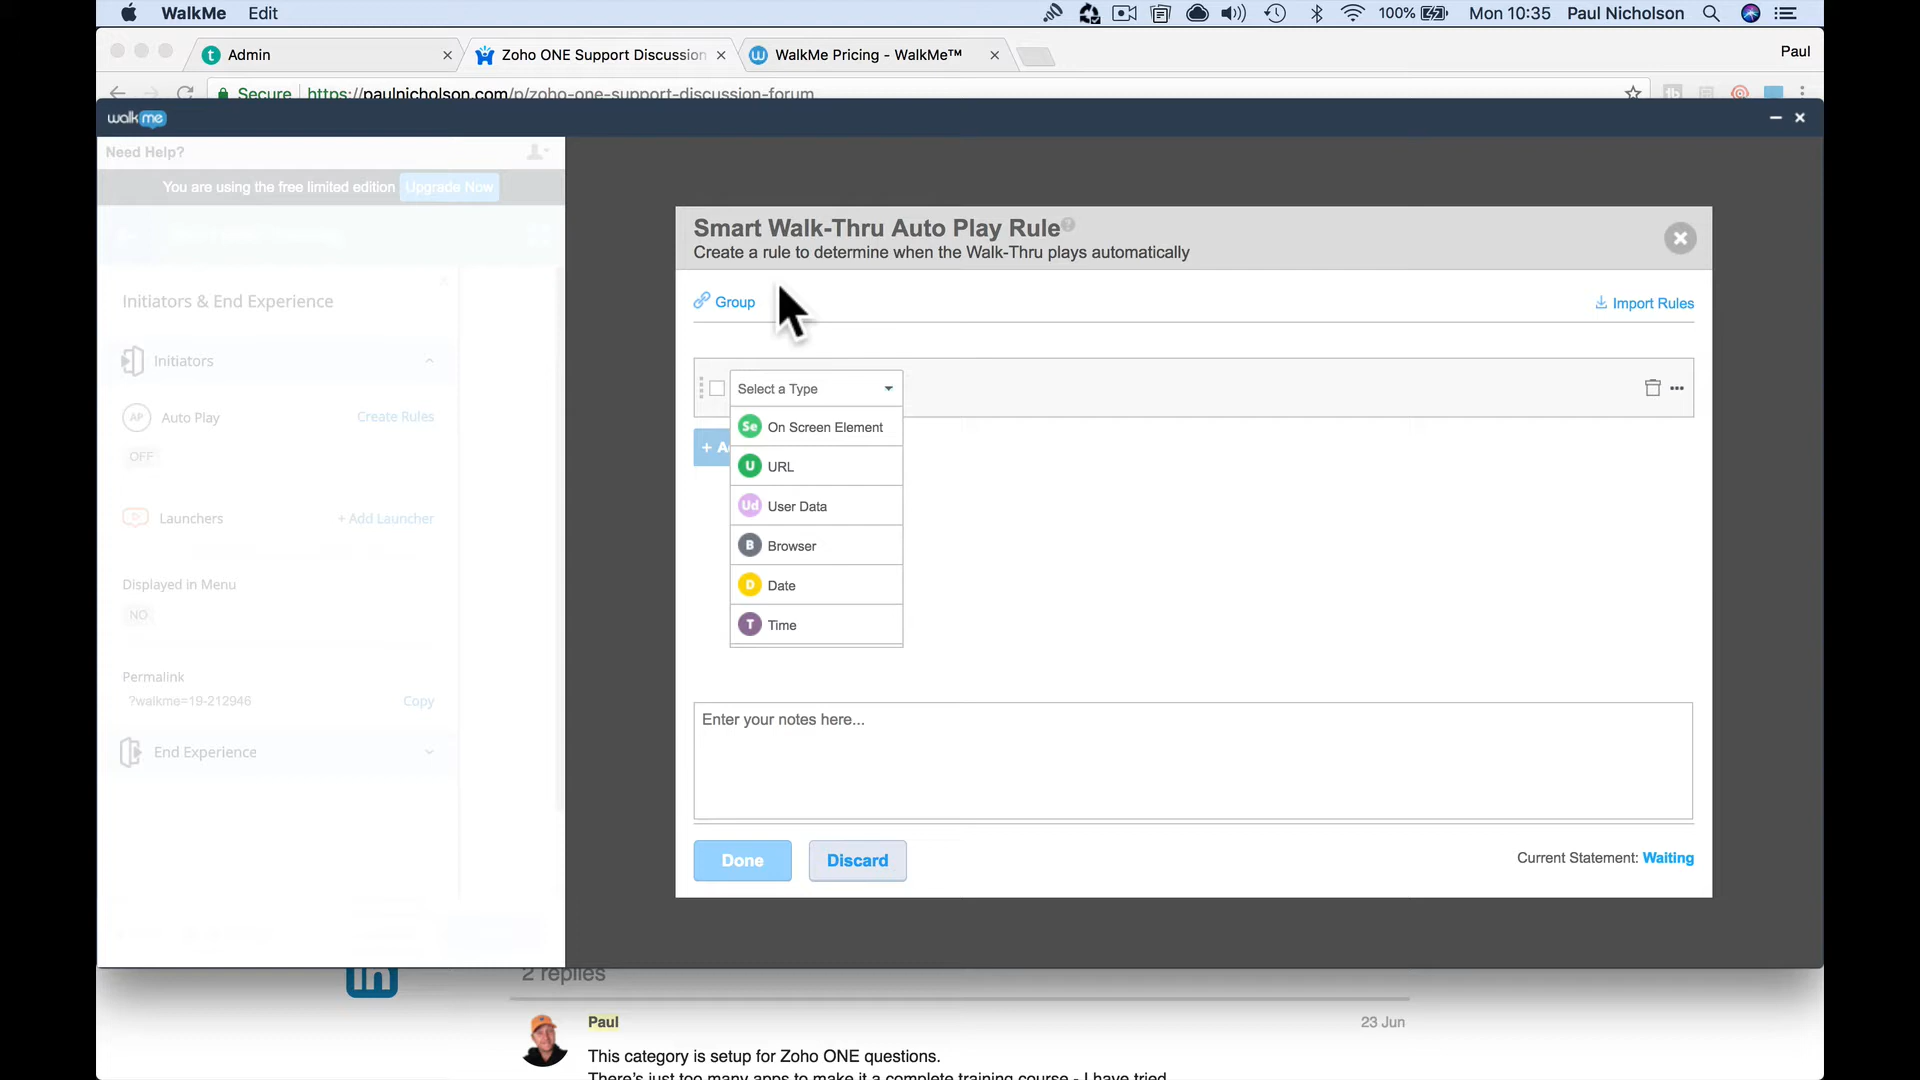 WalkMe Edit 100% Mon 10:35 Paul Nicholson
Admin Zoho ONE Support Discussion WalkMe Pricing - WalkMe™ Paul
Secure https://paulnicholson.com/p/zoho-one-support-discussion-forum
walkme
Need Help?
You are using the free limited edition Upgrade Now
Smart Walk-Thru Auto Play Rule
Create a rule to determine when the Walk-Thru plays automatically
Group Import Rules
Initiators & End Experience
Initiators
AP Auto Play Create Rules
OFF
Launchers + Add Launcher
Displayed in Menu
NO
Permalink
?walkme=19-212946 Copy
End Experience
Select a Type
Se On Screen Element
U URL
Ud User Data
B Browser
D Date
T Time
Enter your notes here...
Done Discard Current Statement: Waiting
in 2 replies
Paul 23 Jun
This category is setup for Zoho ONE questions.
There's just too many apps to make it a complete training course - I have tried